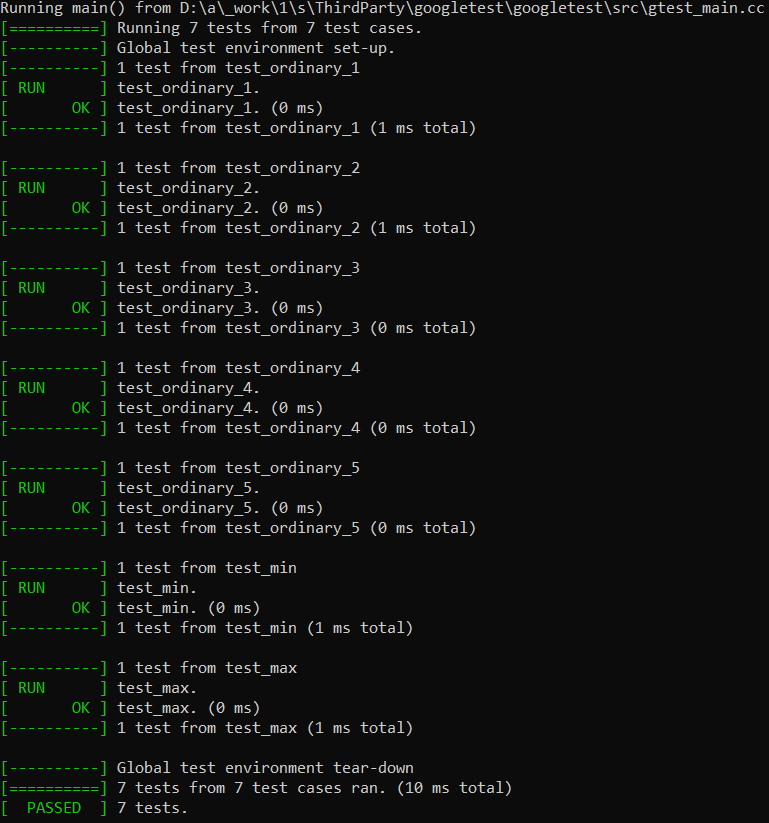 Running main() from D:\a\_work\1\s\ThirdParty\googletest\googletest\src\gtest_main.cc
[==========] Running 7 tests from 7 test cases.
[----------] Global test environment set-up.
[----------] 1 test from test_ordinary_1
[ RUN      ] test_ordinary_1.
[       OK ] test_ordinary_1. (0 ms)
[----------] 1 test from test_ordinary_1 (1 ms total)

[----------] 1 test from test_ordinary_2
[ RUN      ] test_ordinary_2.
[       OK ] test_ordinary_2. (0 ms)
[----------] 1 test from test_ordinary_2 (1 ms total)

[----------] 1 test from test_ordinary_3
[ RUN      ] test_ordinary_3.
[       OK ] test_ordinary_3. (0 ms)
[----------] 1 test from test_ordinary_3 (0 ms total)

[----------] 1 test from test_ordinary_4
[ RUN      ] test_ordinary_4.
[       OK ] test_ordinary_4. (0 ms)
[----------] 1 test from test_ordinary_4 (0 ms total)

[----------] 1 test from test_ordinary_5
[ RUN      ] test_ordinary_5.
[       OK ] test_ordinary_5. (0 ms)
[----------] 1 test from test_ordinary_5 (0 ms total)

[----------] 1 test from test_min
[ RUN      ] test_min.
[       OK ] test_min. (0 ms)
[----------] 1 test from test_min (1 ms total)

[----------] 1 test from test_max
[ RUN      ] test_max.
[       OK ] test_max. (0 ms)
[----------] 1 test from test_max (1 ms total)

[----------] Global test environment tear-down
[==========] 7 tests from 7 test cases ran. (10 ms total)
[  PASSED  ] 7 tests.